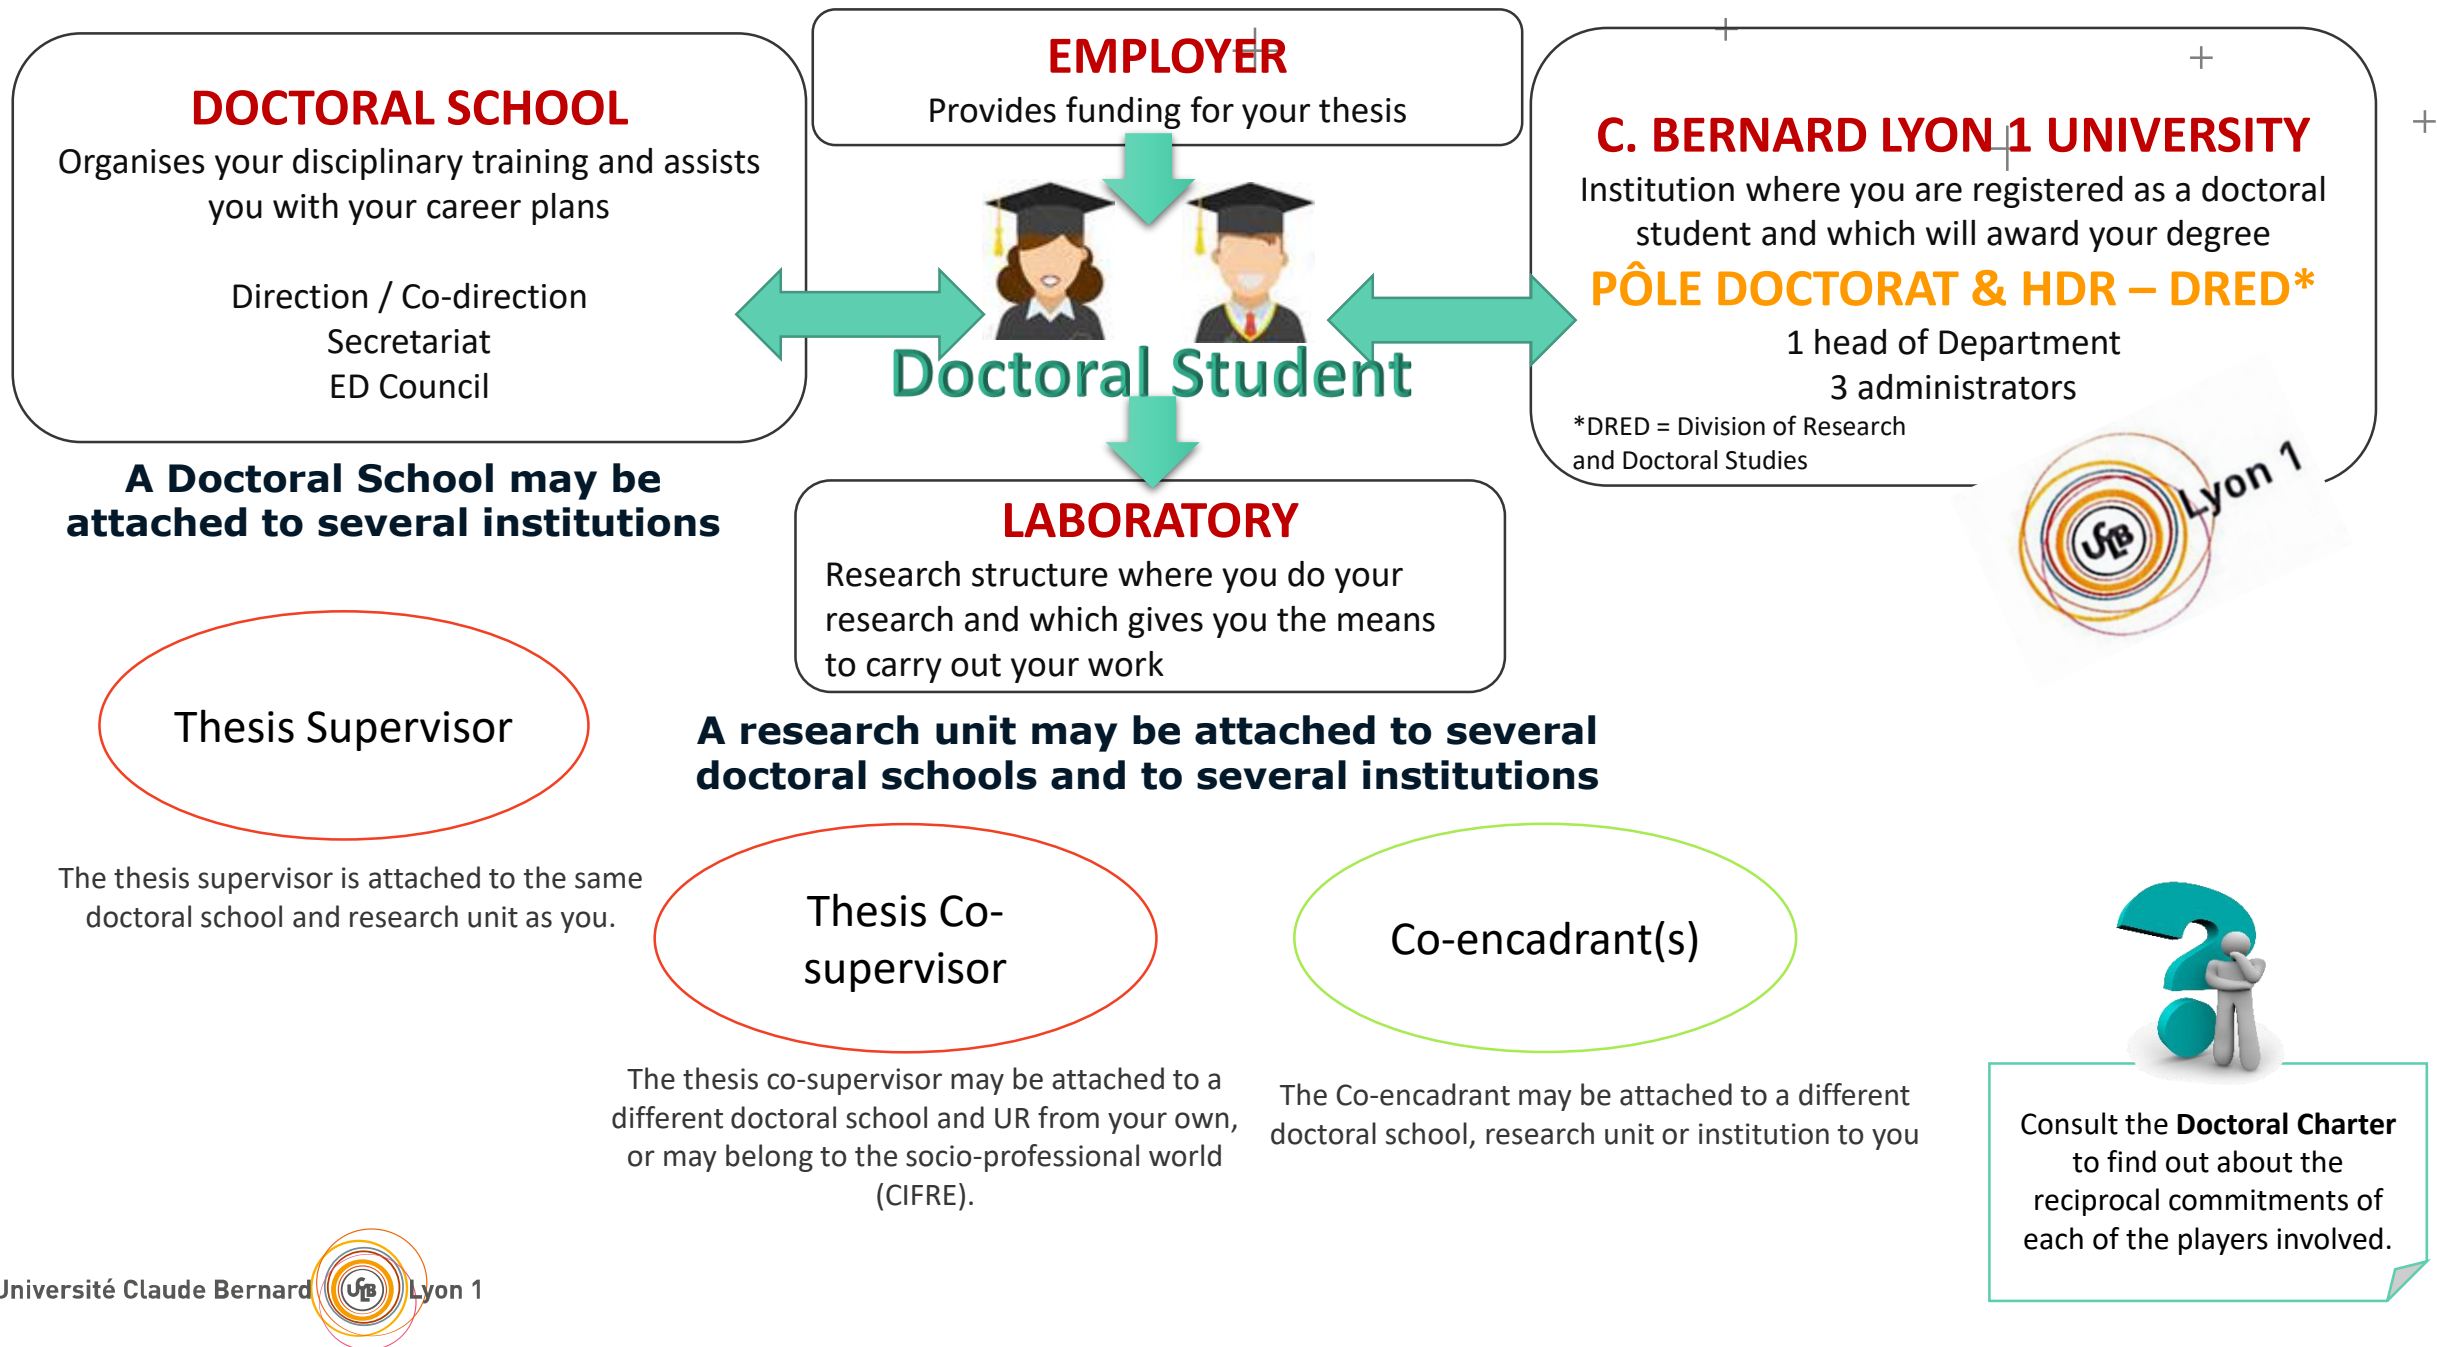 EMPLOYER
Provides funding for your thesis
DOCTORAL SCHOOL
Organises your disciplinary training and assists
you with your career plans
Direction / Co-direction
Secretariat
ED Council
C. BERNARD LYON 1 UNIVERSITY
Institution where you are registered as a doctoral
student and which will award your degree
PÔLE DOCTORAT & HDR – DRED*
1 head of Department
3 administrators
*DRED = Division of Research
and Doctoral Studies
UCLB
Lyon 1
Doctoral Student
A Doctoral School may be
attached to several institutions
LABORATORY
Research structure where you do your
research and which gives you the means
to carry out your work
A research unit may be attached to several
doctoral schools and to several institutions
Thesis Supervisor
The thesis supervisor is attached to the same
doctoral school and research unit as you.
Thesis Co-
supervisor
The thesis co-supervisor may be attached to a
different doctoral school and UR from your own,
or may belong to the socio-professional world
(CIFRE).
Co-encadrant(s)
The Co-encadrant may be attached to a different
doctoral school, research unit or institution to you
Consult the Doctoral Charter
to find out about the
reciprocal commitments of
each of the players involved.
Université Claude Bernard UCLB Lyon 1